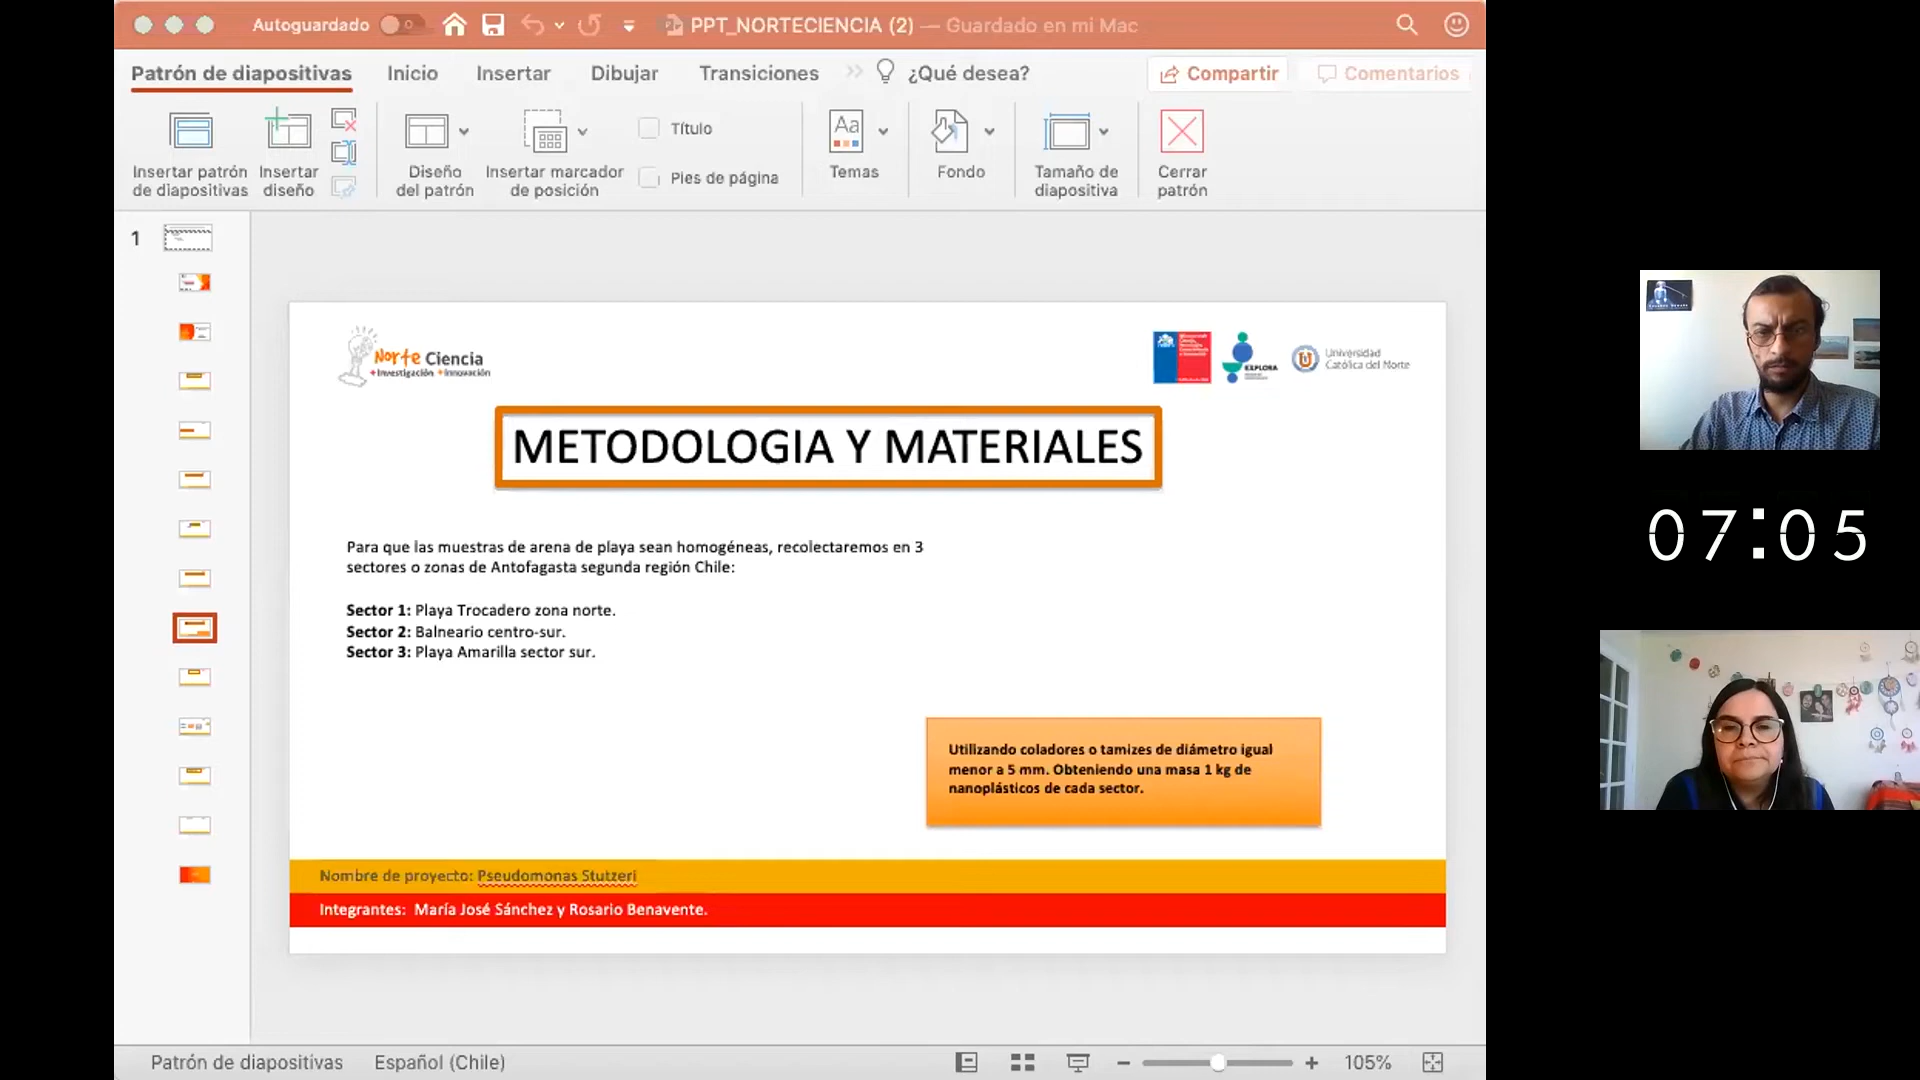 Autoguardado
PPT_NORTECIENCIA (2) — Guardado en mi Mac
Patrón de diapositivas
Inicio
Insertar
Dibujar
Transiciones
¿Qué desea?
Compartir
Comentarios
Insertar patrón
de diapositivas
Insertar
diseño
Diseño
del patrón
Insertar marcador
de posición
Título
Pies de página
Aa
Temas
Fondo
Tamaño de
diapositiva
Cerrar
patrón
1
Norte Ciencia
+Investigación +Innovación
EXPLORA
Universidad
Católica del Norte
METODOLOGIA Y MATERIALES
Para que las muestras de arena de playa sean homogéneas, recolectaremos en 3
sectores o zonas de Antofagasta segunda región Chile:
Sector 1: Playa Trocadero zona norte.
Sector 2: Balneario centro-sur.
Sector 3: Playa Amarilla sector sur.
Utilizando coladores o tamizes de diámetro igual
menor a 5 mm. Obteniendo una masa 1 kg de
nanoplásticos de cada sector.
Nombre de proyecto: Pseudomonas Stutzeri
Integrantes: María José Sánchez y Rosario Benavente.
07:05
Patrón de diapositivas
Español (Chile)
105%